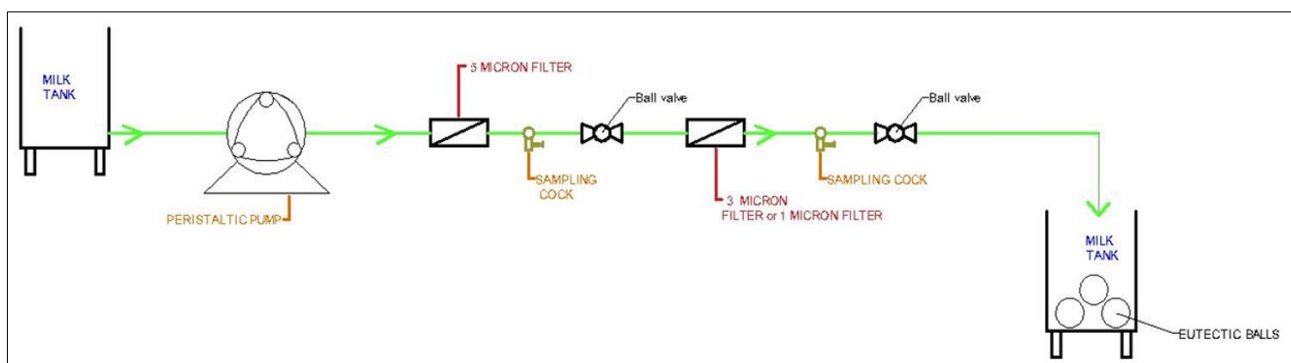 MILK
TANK
PERISTALTIC PUMP
5 MICRON FILTER
SAMPLING
COCK
Ball valve
3 MICRON
FILTER or 1 MICRON FILTER
SAMPLING COCK
Ball valve
MILK
TANK
EUTECTIC BALLS